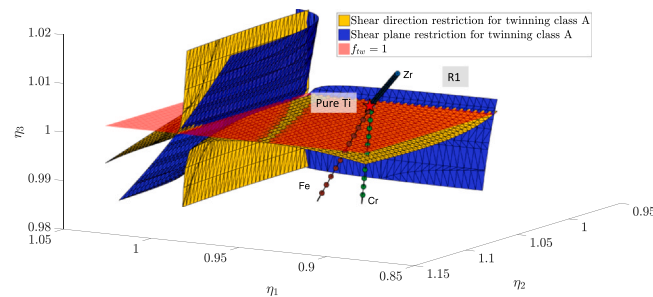 Shear direction restriction for twinning class A
Shear plane restriction for twinning class A
f_tw = 1
Zr
R1
Pure Ti
Fe
Cr
1.02
1.01
1
0.99
0.98
η3
1.05
1
0.95
0.9
0.85
η1
1.15
1.1
1.05
1
0.95
η2